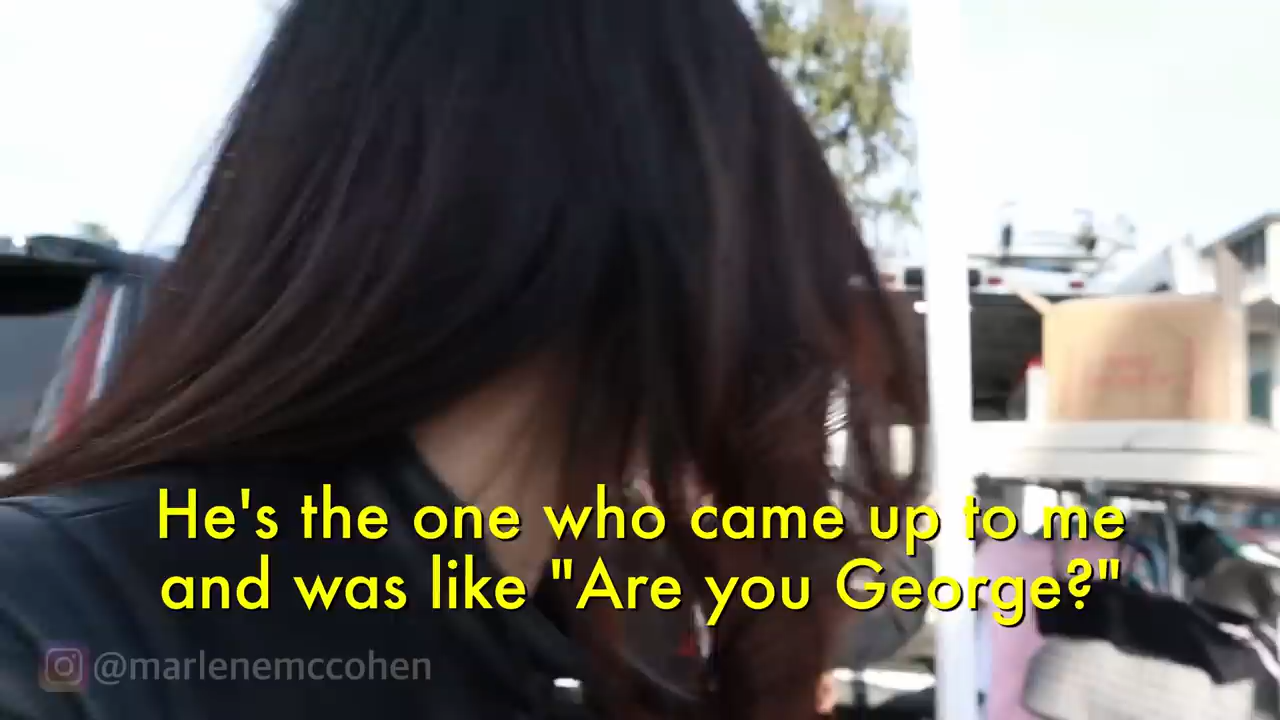 He's the one who came up to me
and was like "Are you George?"
@marlenemccohen